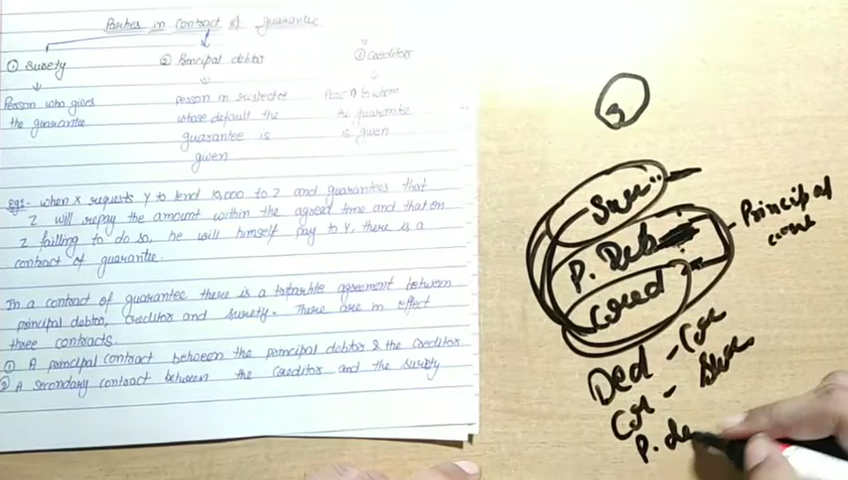 Parties in Contract of guarantee
① Surety
② Principal debtor
③ Creditors
Person who gives
the guarantee
person in respect of
whose default the
guarantee is
given
Person to whom
the guarantee
is given
Eg:- when X requests Y to lend 10,000 to Z and guarantees that
Z will repay the amount within the agreed time and that on
Z failling to do so, he will himself pay to Y, there is a
contract of guarantee.
In a contract of guarantee there is a tripartite agreement between
principal debtor, creditor and surety. There are in effect
three contracts.
① A principal contract between the principal debtor & the creditor
② A secondary contract between the creditor and the surety
3
Sure..
P. Deb
Cred
Principal
cont
Ded - Cre
Cre - Sure
P. de